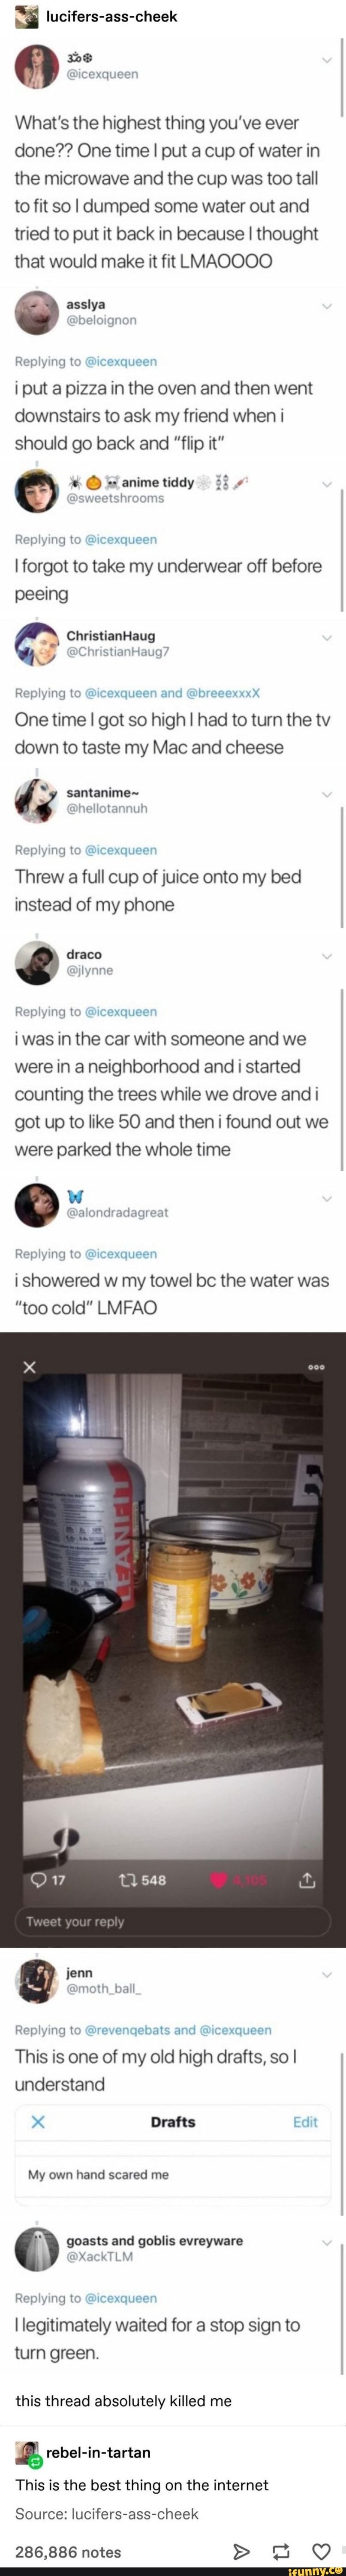 lucifers-ass-cheek
ॐ❄
@icexqueen
What's the highest thing you've ever
done?? One time I put a cup of water in
the microwave and the cup was too tall
to fit so I dumped some water out and
tried to put it back in because I thought
that would make it fit LMAOOOO
asslya
@beloignon
Replying to @icexqueen
i put a pizza in the oven and then went
downstairs to ask my friend when i
should go back and "flip it"
🕷🎃☠anime tiddy🕸⛓
@sweetshrooms
Replying to @icexqueen
I forgot to take my underwear off before
peeing
ChristianHaug
@ChristianHaug7
Replying to @icexqueen and @breeexxxX
One time I got so high I had to turn the tv
down to taste my Mac and cheese
santanime~
@hellotannuh
Replying to @icexqueen
Threw a full cup of juice onto my bed
instead of my phone
draco
@jlynne
Replying to @icexqueen
i was in the car with someone and we
were in a neighborhood and i started
counting the trees while we drove and i
got up to like 50 and then i found out we
were parked the whole time
🦋
@alondradagreat
Replying to @icexqueen
i showered w my towel bc the water was
"too cold" LMFAO
LEANFIT
17 548 4,109
Tweet your reply
jenn
@moth_ball_
Replying to @revenqebats and @icexqueen
This is one of my old high drafts, so I
understand
Drafts Edit
My own hand scared me
goasts and goblis evreyware
@XackTLM
Replying to @icexqueen
I legitimately waited for a stop sign to
turn green.
this thread absolutely killed me
rebel-in-tartan
This is the best thing on the internet
Source: lucifers-ass-cheek
286,886 notes
ifunny.co